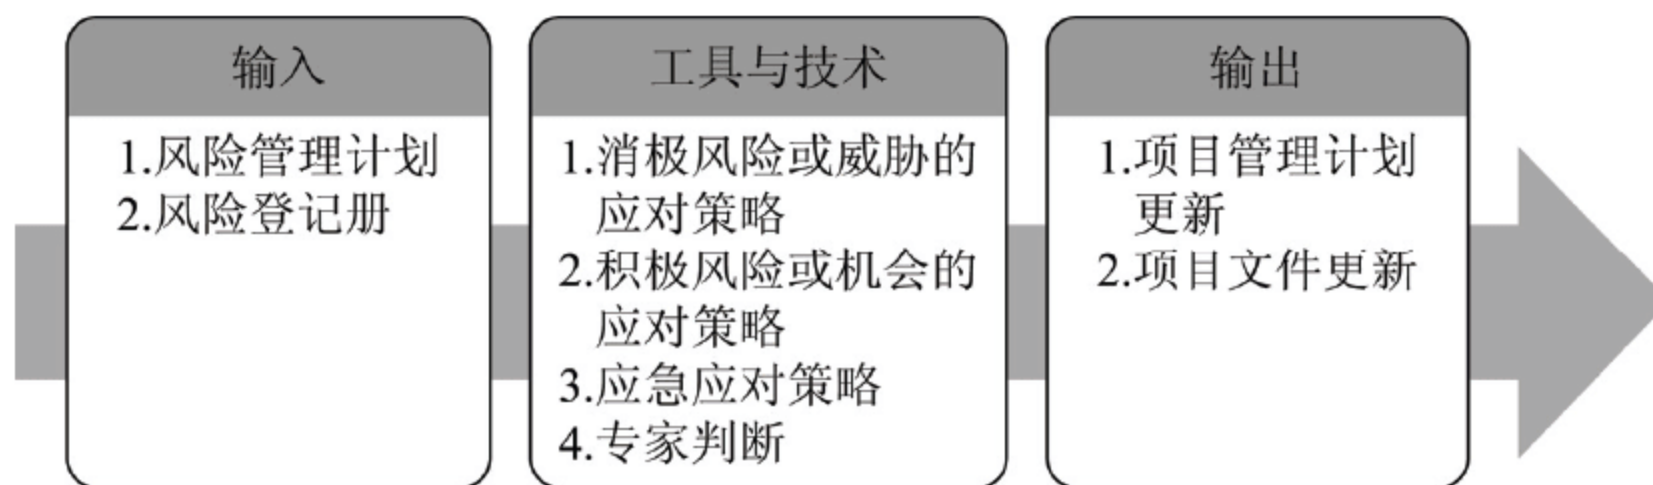 输入
1.风险管理计划
2.风险登记册
工具与技术
1.消极风险或威胁的
应对策略
2.积极风险或机会的
应对策略
3.应急应对策略
4.专家判断
输出
1.项目管理计划
更新
2.项目文件更新